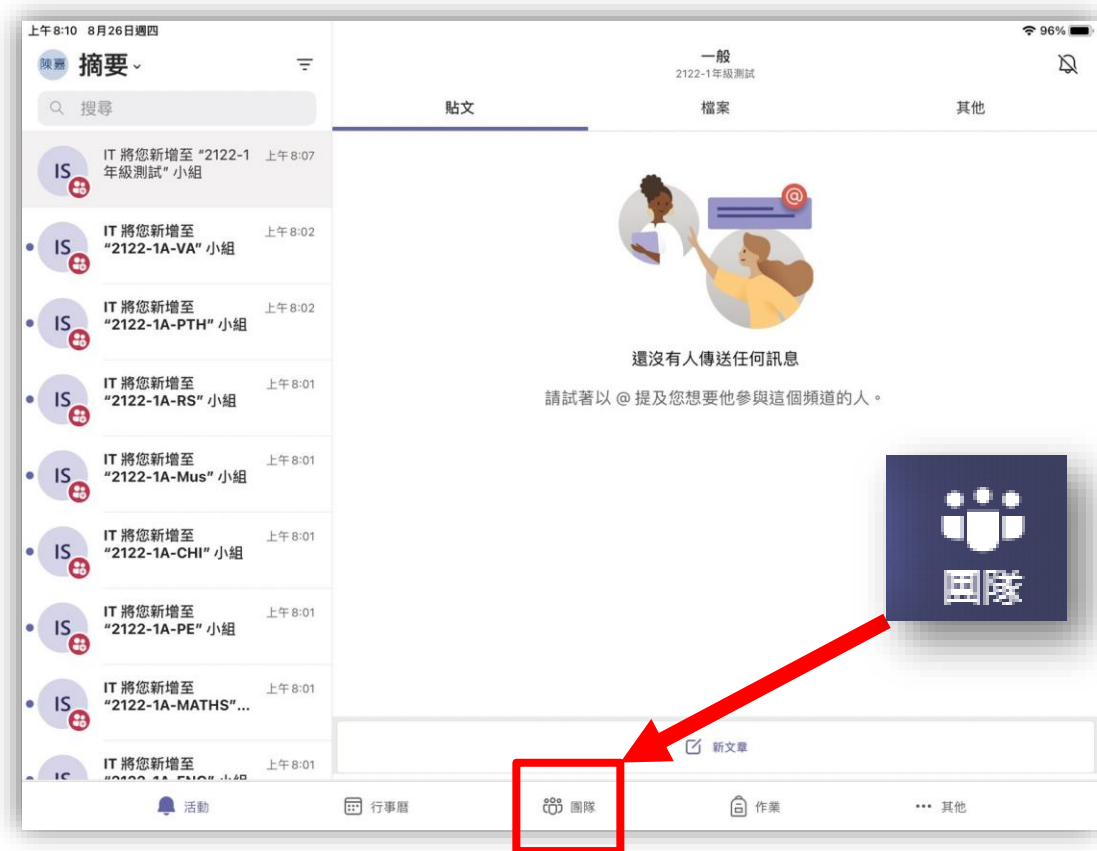 上午8:10 8月26日週四
96%
陳嘉 摘要
搜尋
IT 將您新增至 “2122-1
年級測試” 小組
上午8:07
IS
IT 將您新增至
“2122-1A-VA” 小組
上午8:02
IS
IT 將您新增至
“2122-1A-PTH” 小組
上午8:02
IS
IT 將您新增至
“2122-1A-RS” 小組
上午8:01
IS
IT 將您新增至
“2122-1A-Mus” 小組
上午8:01
IS
IT 將您新增至
“2122-1A-CHI” 小組
上午8:01
IS
IT 將您新增至
“2122-1A-PE” 小組
上午8:01
IS
IT 將您新增至
“2122-1A-MATHS”...
上午8:01
IS
IT 將您新增至
上午8:01
一般
2122-1年級測試
貼文
檔案
其他
@
還沒有人傳送任何訊息
請試著以 @ 提及您想要他參與這個頻道的人。
團隊
新文章
活動
行事曆
團隊
作業
其他